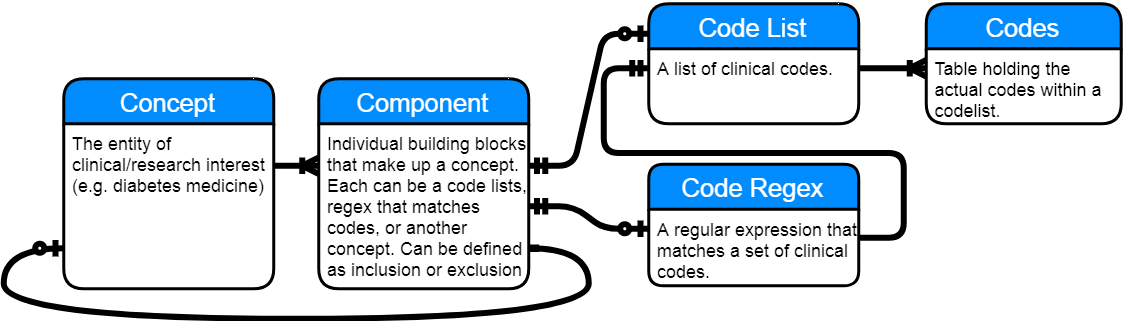 Concept
The entity of
clinical/research interest
(e.g. diabetes medicine)
Component
Individual building blocks
that make up a concept.
Each can be a code lists,
regex that matches
codes, or another
concept. Can be defined
as inclusion or exclusion
Code List
A list of clinical codes.
Codes
Table holding the
actual codes within a
codelist.
Code Regex
A regular expression that
matches a set of clinical
codes.